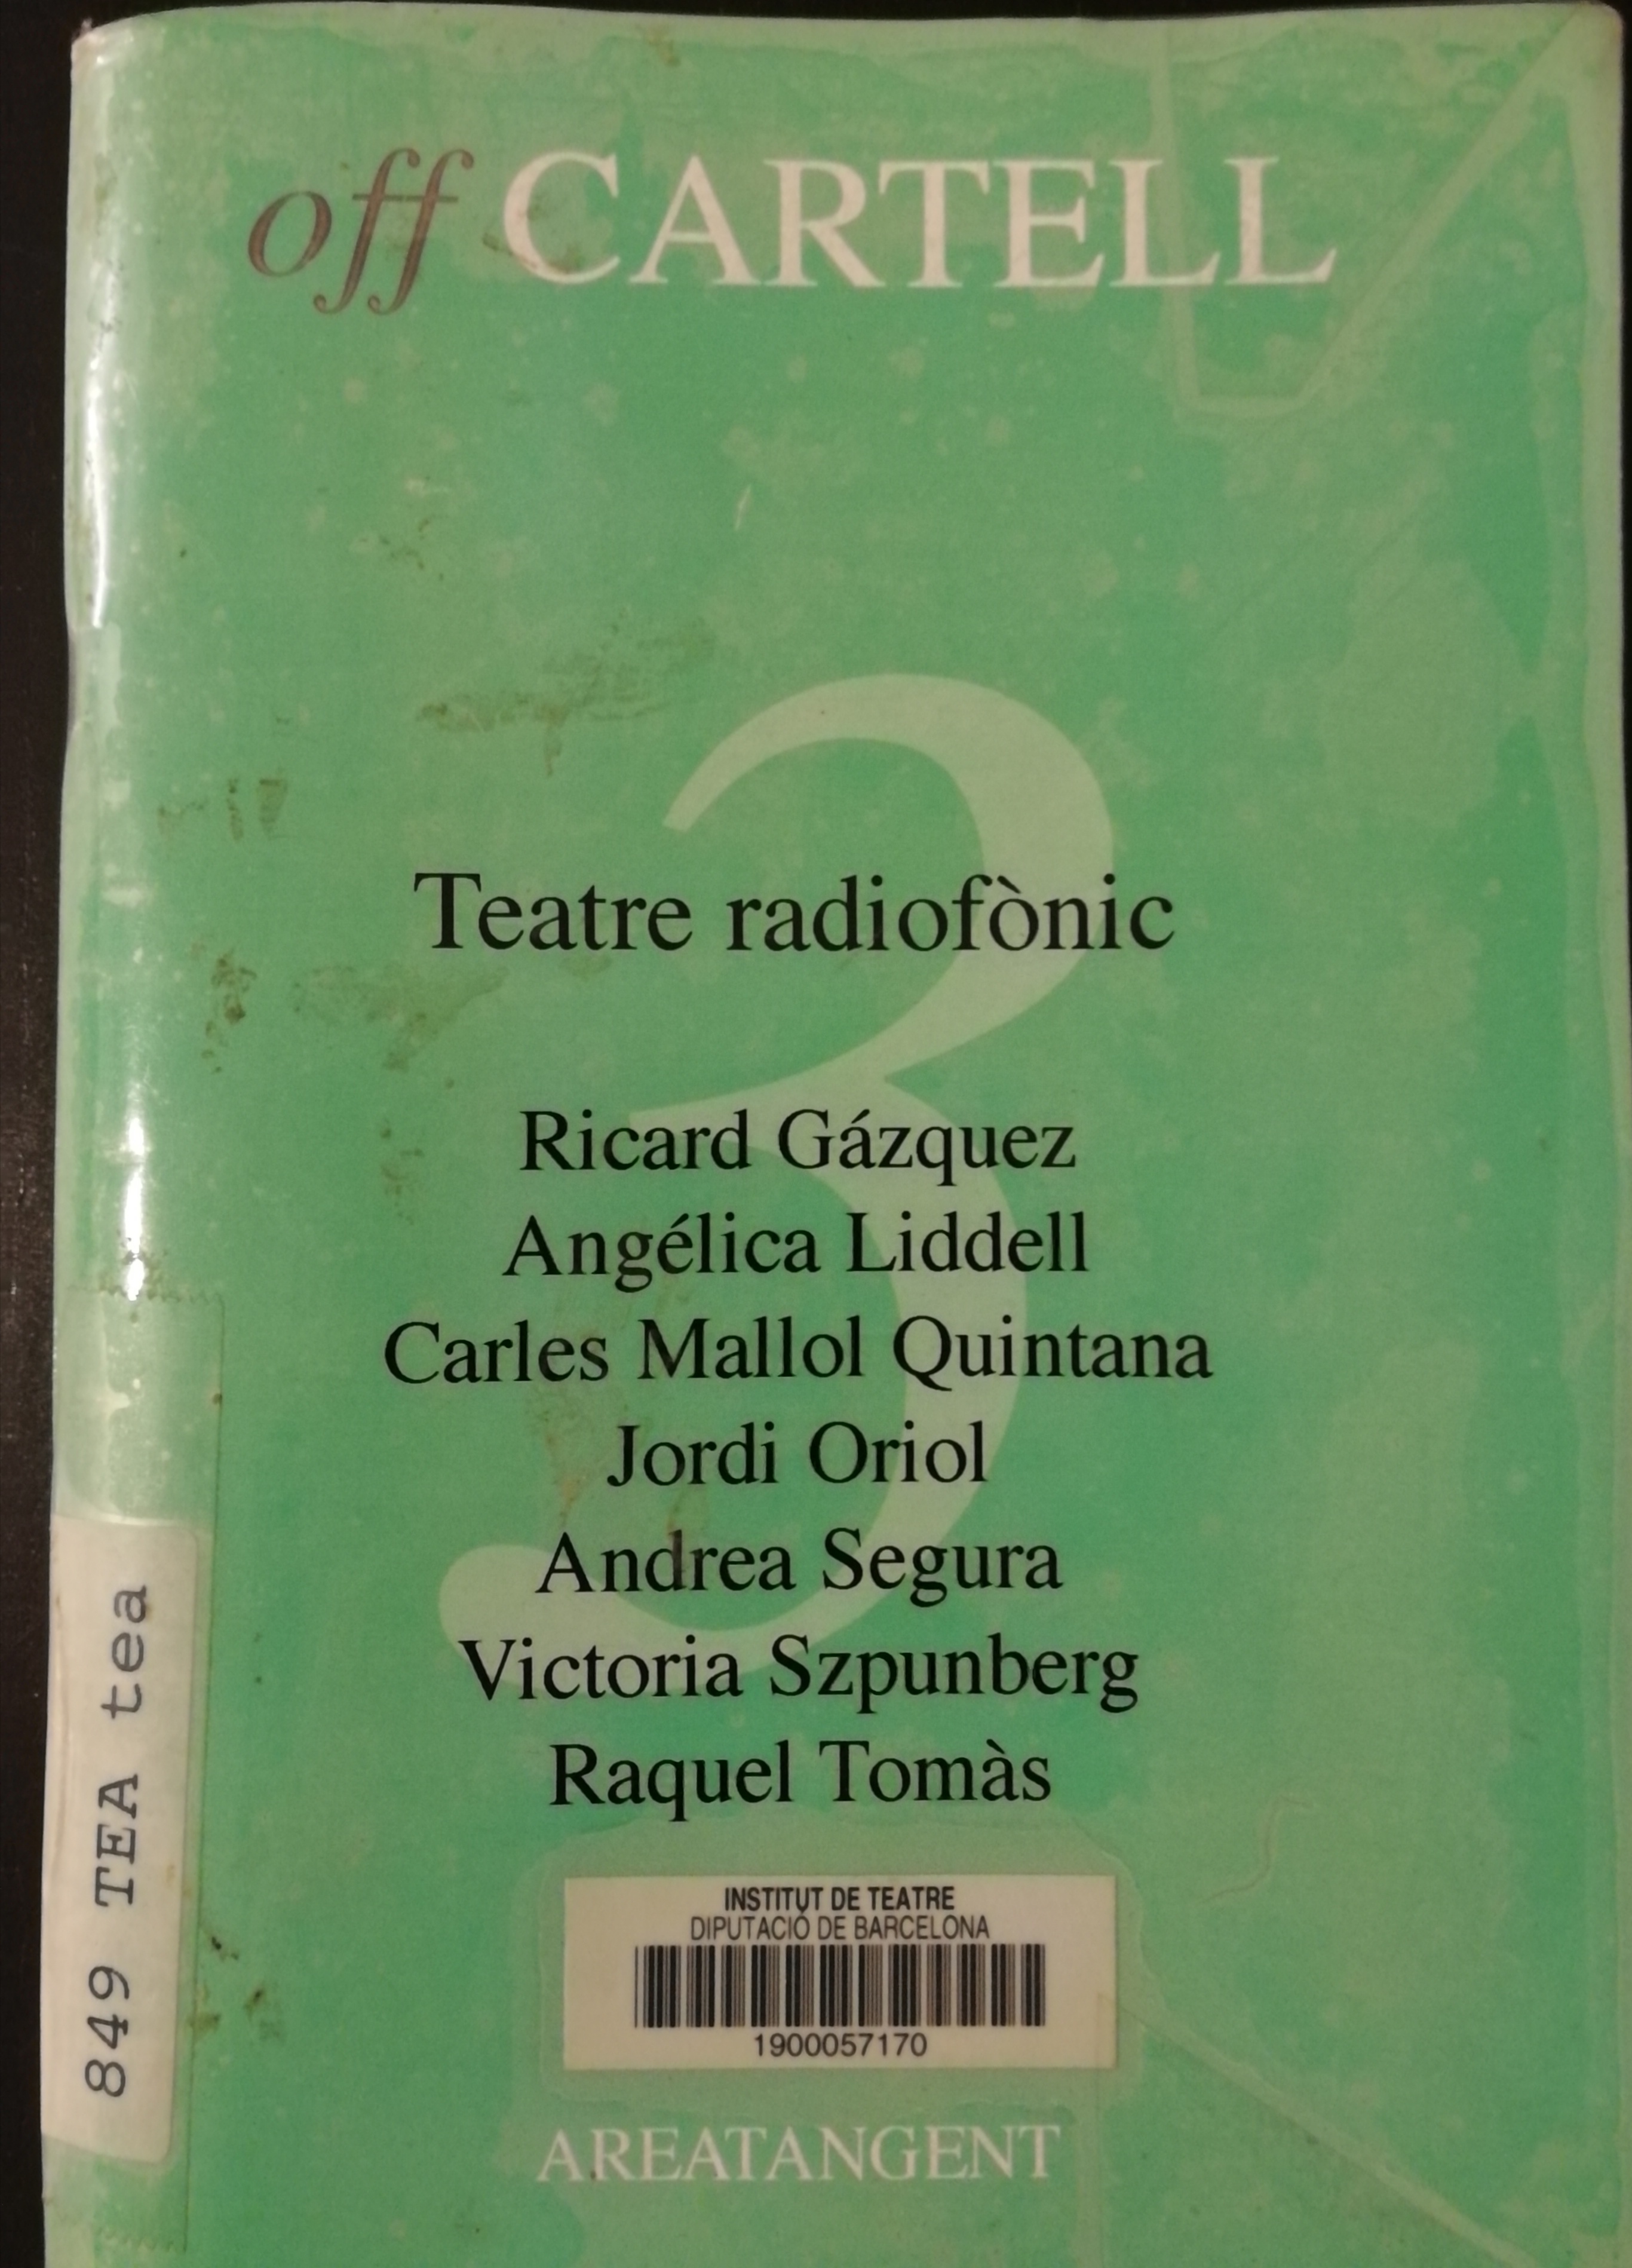 off CARTELL
3
Teatre radiofònic
Ricard Gázquez
Angélica Liddell
Carles Mallol Quintana
Jordi Oriol
Andrea Segura
Victoria Szpunberg
Raquel Tomàs
INSTITUT DE TEATRE
DIPUTACIÓ DE BARCELONA
1900057170
AREATANGENT
849 TEA tea